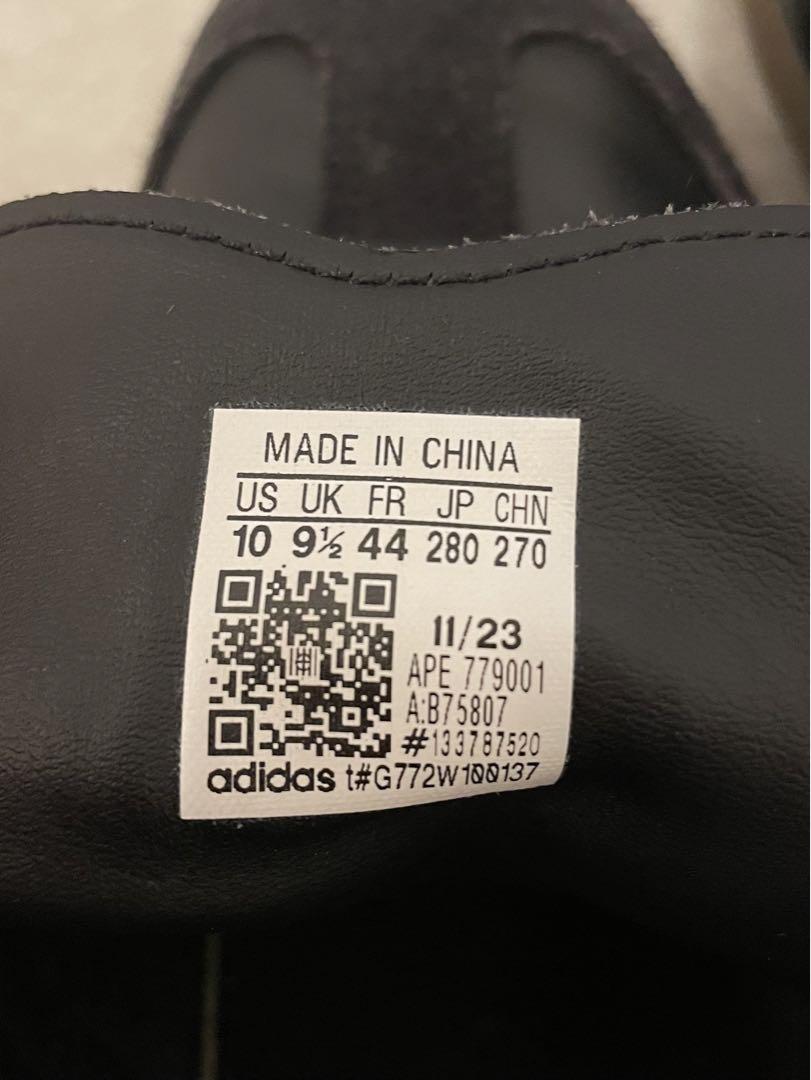 MADE IN CHINA
US UK FR JP CHN
10 9½ 44 280 270
11/23
APE 779001
A:B75807
#133787520
adidas t#G772W100137